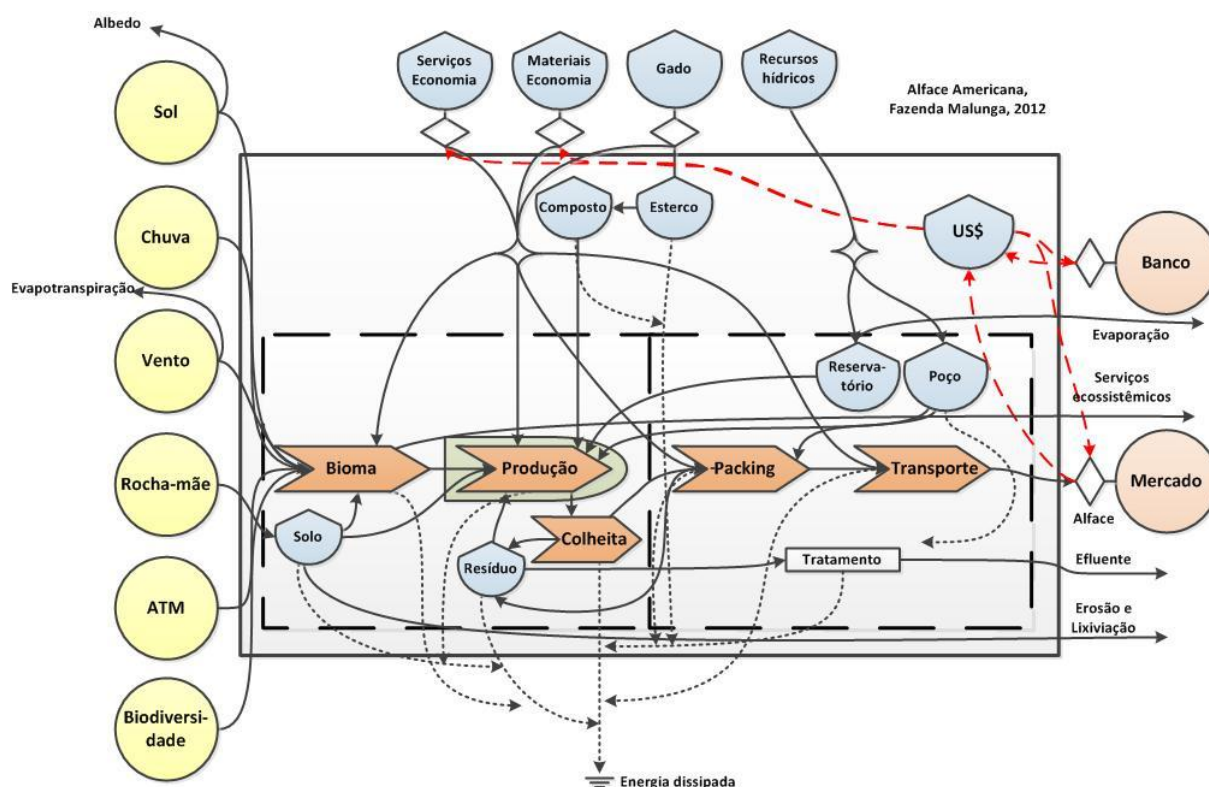 Albedo
Sol
Chuva
Evapotranspiração
Vento
Rocha-mãe
ATM
Biodiversi-
dade
Serviços
Economia
Materiais
Economia
Gado
Recursos
hídricos
Alface Americana,
Fazenda Malunga, 2012
Composto
Esterco
US$
Banco
Evaporação
Reserva-
tório
Poço
Serviços
ecossistêmicos
Bioma
Produção
-Packing
Transporte
Mercado
Alface
Solo
Colheita
Resíduo
Tratamento
Efluente
Erosão e
Lixiviação
Energia dissipada